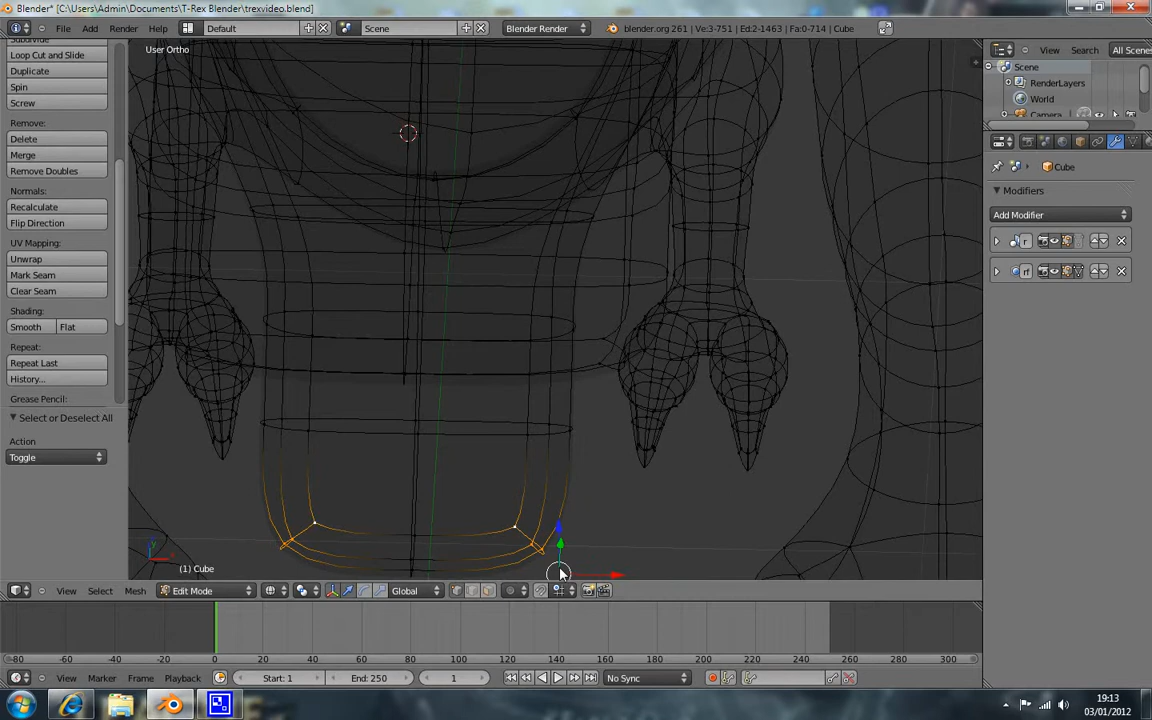 Blender* [C:\Users\Admin\Documents\T-Rex Blender\trexvideo.blend]
File Add Render Help Default Scene Blender Render blender.org 261 | Ve:3-751 | Ed:2-1463 | Fa:0-714 | Cube
View Search All Scenes
Subdivide
Loop Cut and Slide
Duplicate
Spin
Screw
Remove:
Delete
Merge
Remove Doubles
Normals:
Recalculate
Flip Direction
UV Mapping:
Unwrap
Mark Seam
Clear Seam
Shaging:
Smooth Flat
Repeat:
Repeat Last
History...
Grease Pencil:
Select or Deselect All
Action
Toggle
User Ortho
(1) Cube
Scene
RenderLayers
World
Camera
Cube
Modifiers
Add Modifier
View Select Mesh Edit Mode Global
-80 -60 -40 -20 0 20 40 60 80 100 120 140 160 180 200 220 240 260 280 300
View Marker Frame Playback Start: 1 End: 250 1 No Sync
19:13
03/01/2012